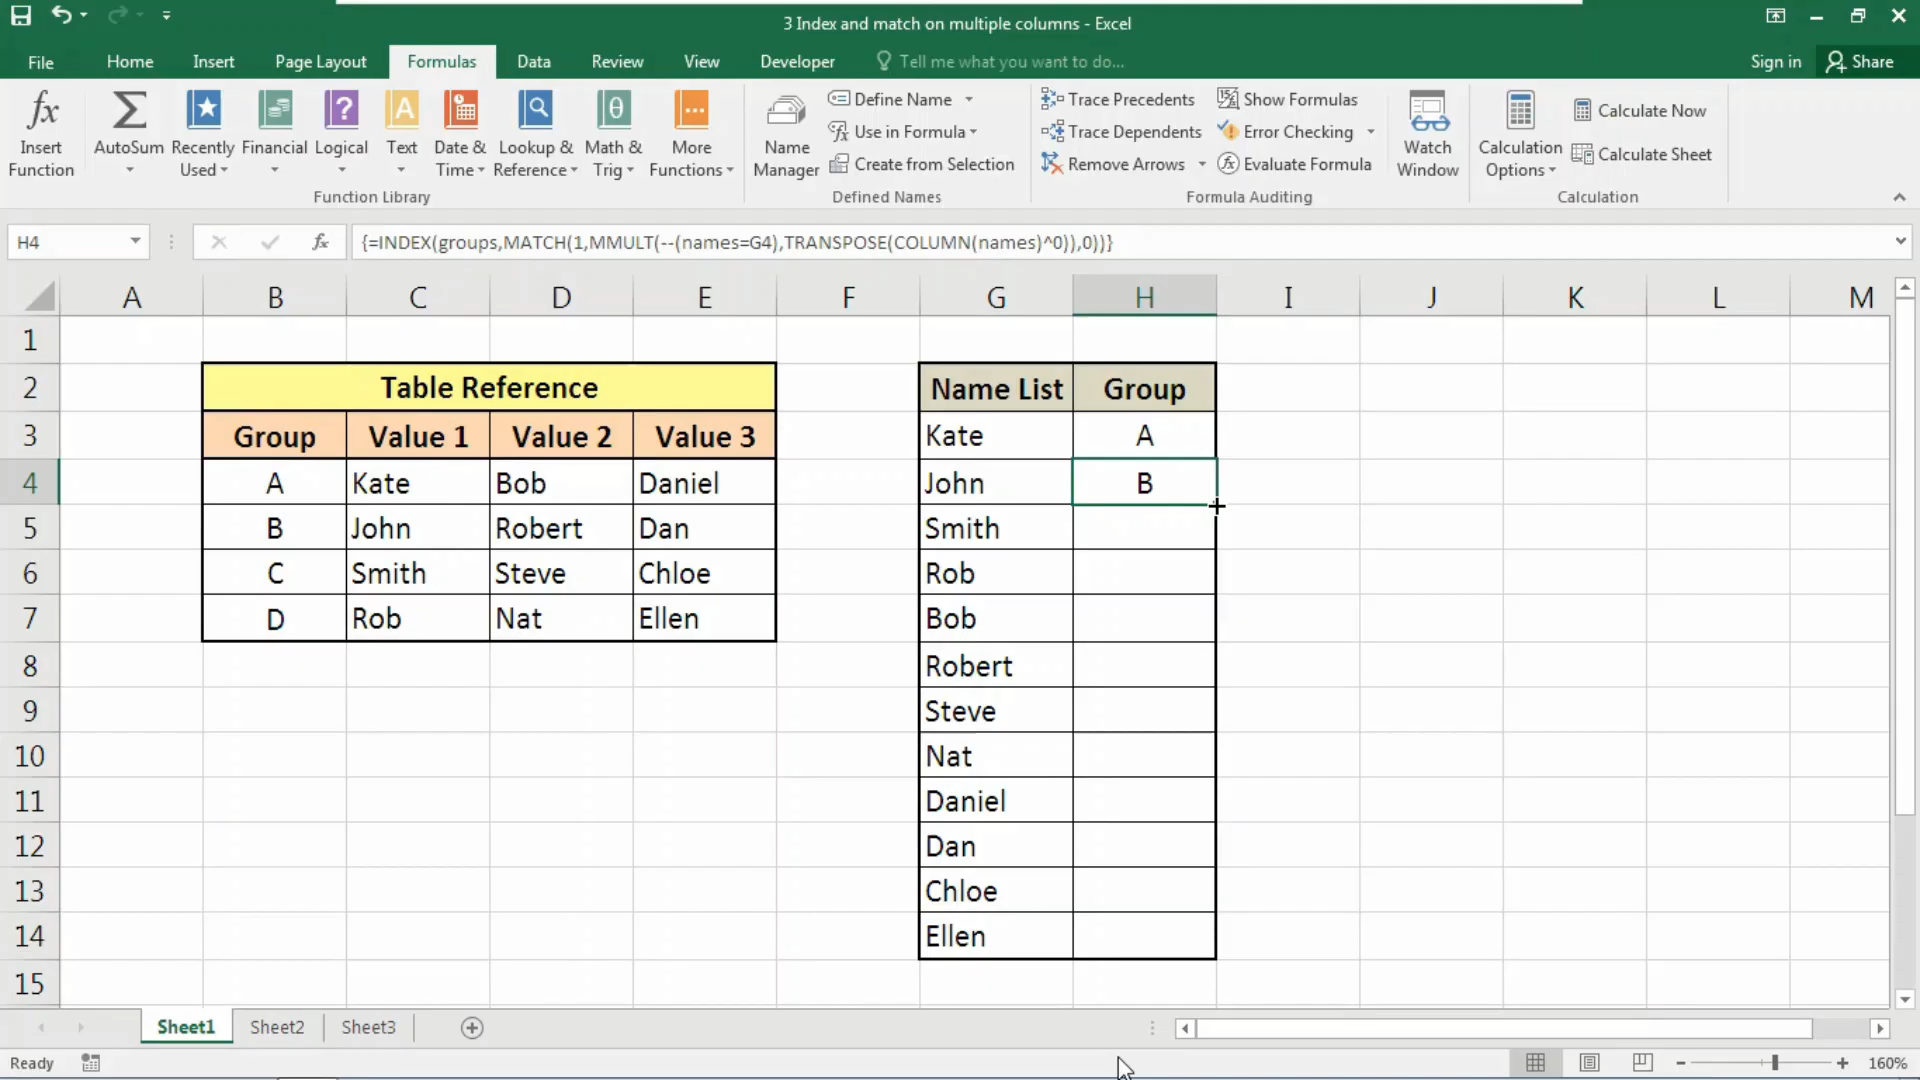 3 Index and match on multiple columns - Excel
File Home Insert Page Layout Formulas Data Review View Developer Tell me what you want to do... Sign in Share
fx Insert Function
Σ AutoSum
Recently Used
Financial
? Logical
A Text
Date & Time
Lookup & Reference
θ Math & Trig
More Functions
Function Library
Name Manager
Define Name
Use in Formula
Create from Selection
Defined Names
Trace Precedents
Trace Dependents
Remove Arrows
Show Formulas
Error Checking
Evaluate Formula
Formula Auditing
Watch Window
Calculation Options
Calculate Now
Calculate Sheet
Calculation
H4 fx {=INDEX(groups,MATCH(1,MMULT(--(names=G4),TRANSPOSE(COLUMN(names)^0)),0))}
A B C D E F G H I J K L M
1
2 Table Reference Name List Group
3 Group Value 1 Value 2 Value 3 Kate A
4 A Kate Bob Daniel John B
5 B John Robert Dan Smith
6 C Smith Steve Chloe Rob
7 D Rob Nat Ellen Bob
8 Robert
9 Steve
10 Nat
11 Daniel
12 Dan
13 Chloe
14 Ellen
15
Sheet1 Sheet2 Sheet3
Ready 160%